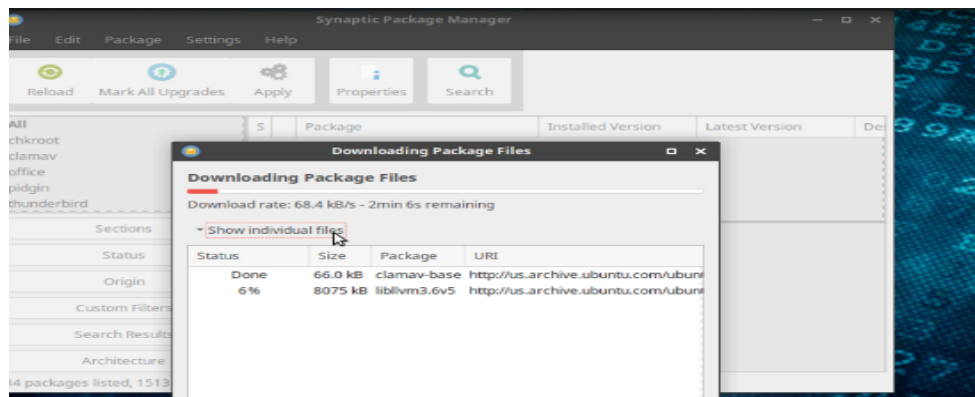 Synaptic Package Manager
File Edit Package Settings Help
Reload Mark All Upgrades Apply Properties Search
All
S Package Installed Version Latest Version De
chkroot
clamav
office
pidgin
thunderbird
Downloading Package Files
Downloading Package Files
Download rate: 68.4 kB/s - 2min 6s remaining
Show individual files
Status Size Package URI
Done 66.0 kB clamav-base http://us.archive.ubuntu.com/ubun
6% 8075 kB libllvm3.6v5 http://us.archive.ubuntu.com/ubun
Sections
Status
Origin
Custom Filters
Search Results
Architecture
4 packages listed, 1513